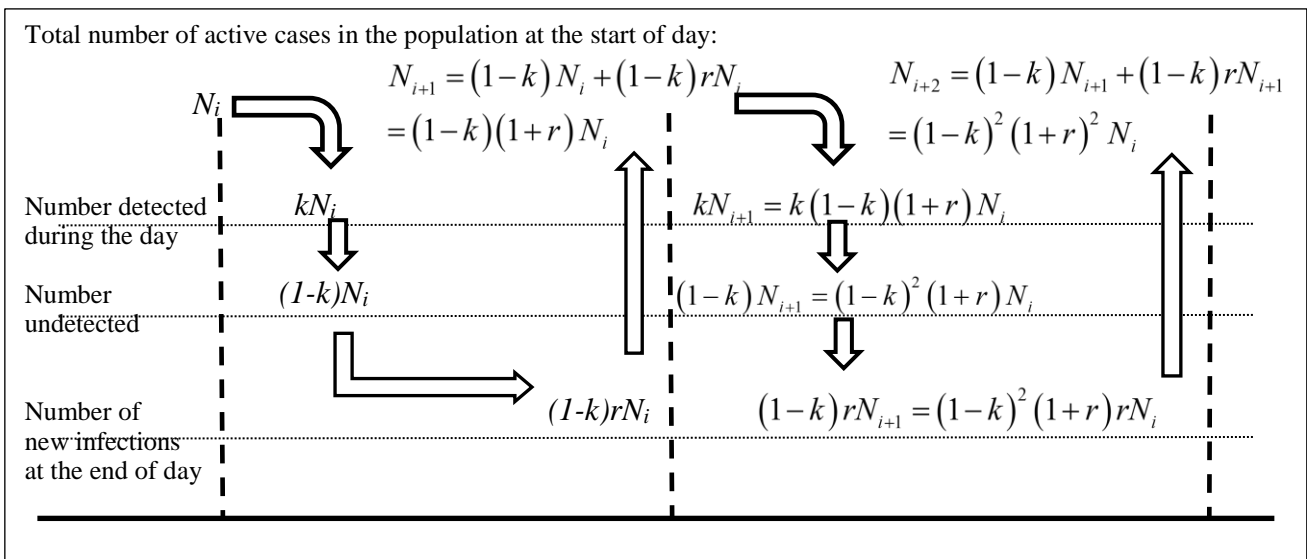 Total number of active cases in the population at the start of day:
N_i
N_{i+1} = (1−k) N_i + (1−k) rN_i
= (1−k)(1+r) N_i
N_{i+2} = (1−k) N_{i+1} + (1−k) rN_{i+1}
= (1−k)^2 (1+r)^2 N_i
Number detected
during the day
kN_i
kN_{i+1} = k(1−k)(1+r) N_i
Number
undetected
(1-k)N_i
(1−k) N_{i+1} = (1−k)^2 (1+r) N_i
Number of
new infections
at the end of day
(1-k)rN_i
(1−k) rN_{i+1} = (1−k)^2 (1+r) rN_i